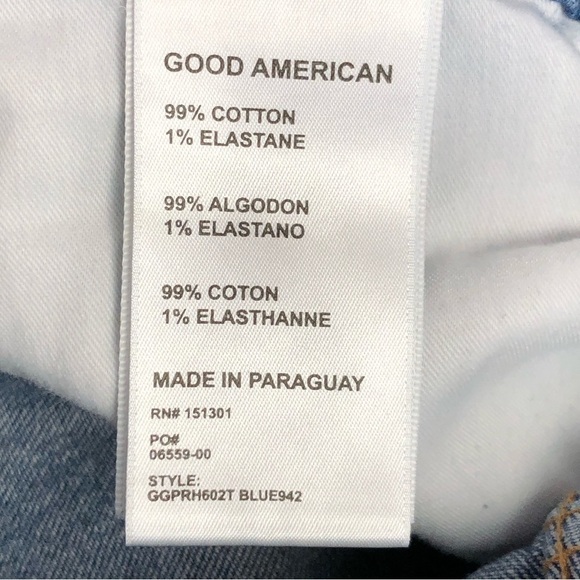 GOOD AMERICAN
99% COTTON
1% ELASTANE
99% ALGODON
1% ELASTANO
99% COTON
1% ELASTHANNE
MADE IN PARAGUAY
RN# 151301
PO#
06559-00
STYLE:
GGPRH602T BLUE942